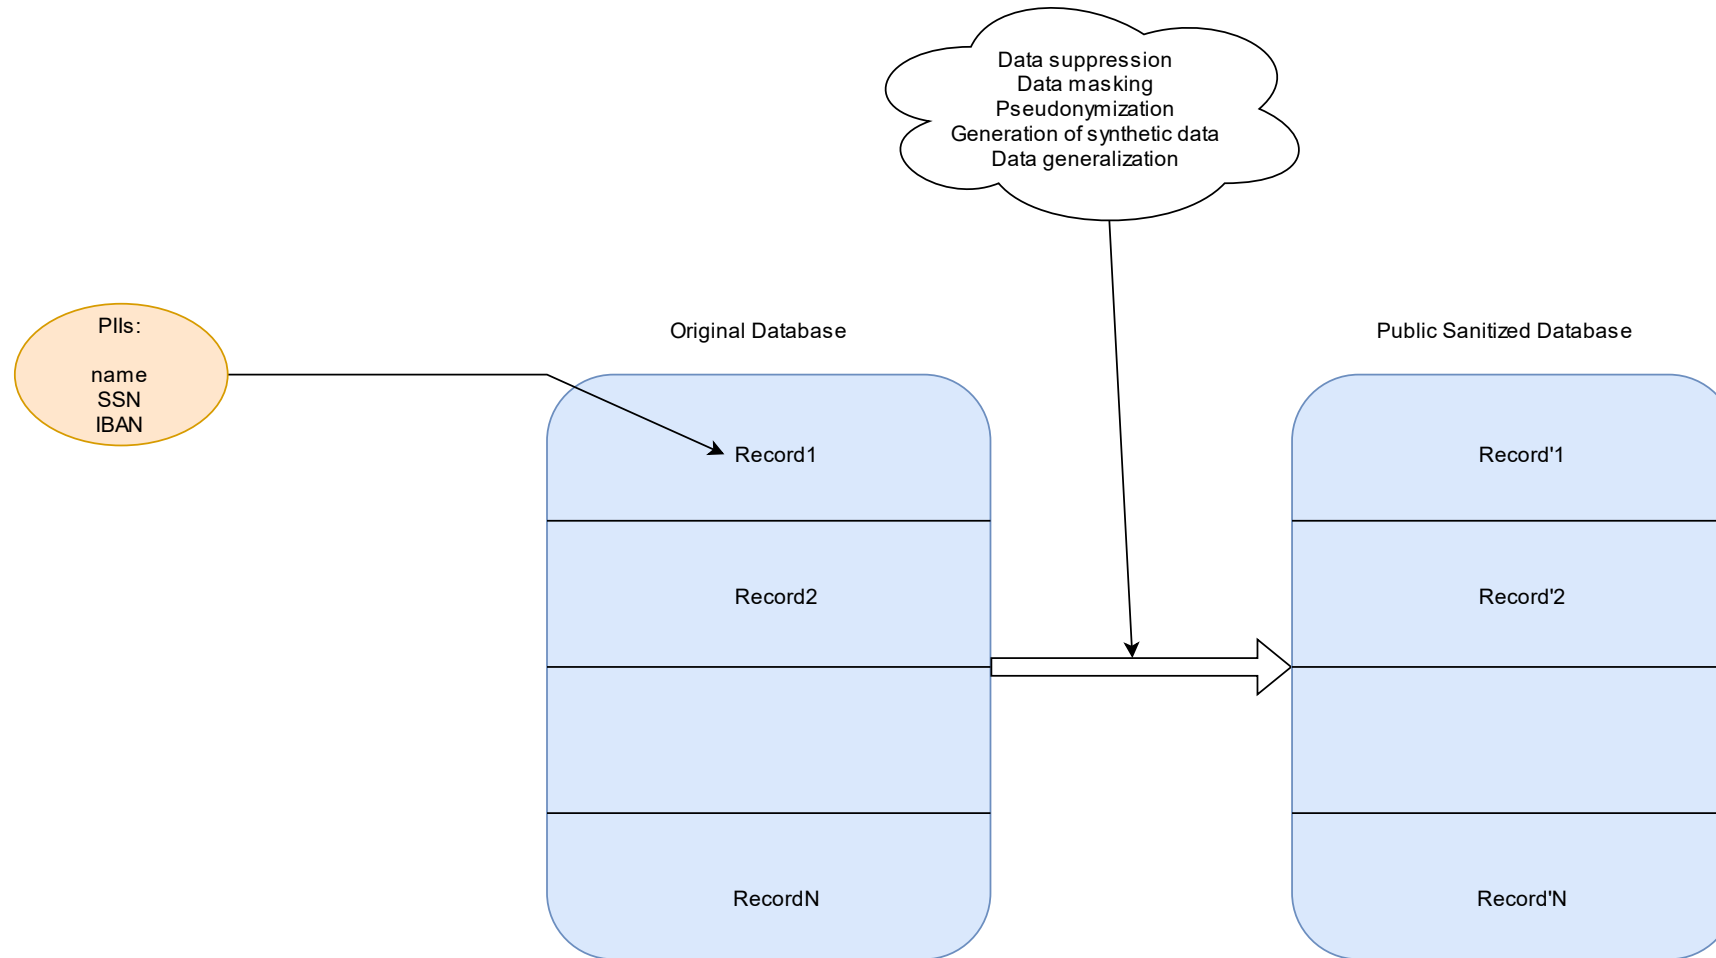 Data suppression
Data masking
Pseudonymization
Generation of synthetic data
Data generalization
PIIs:
name
SSN
IBAN
Original Database
Record1
Record2
RecordN
Public Sanitized Database
Record'1
Record'2
Record'N